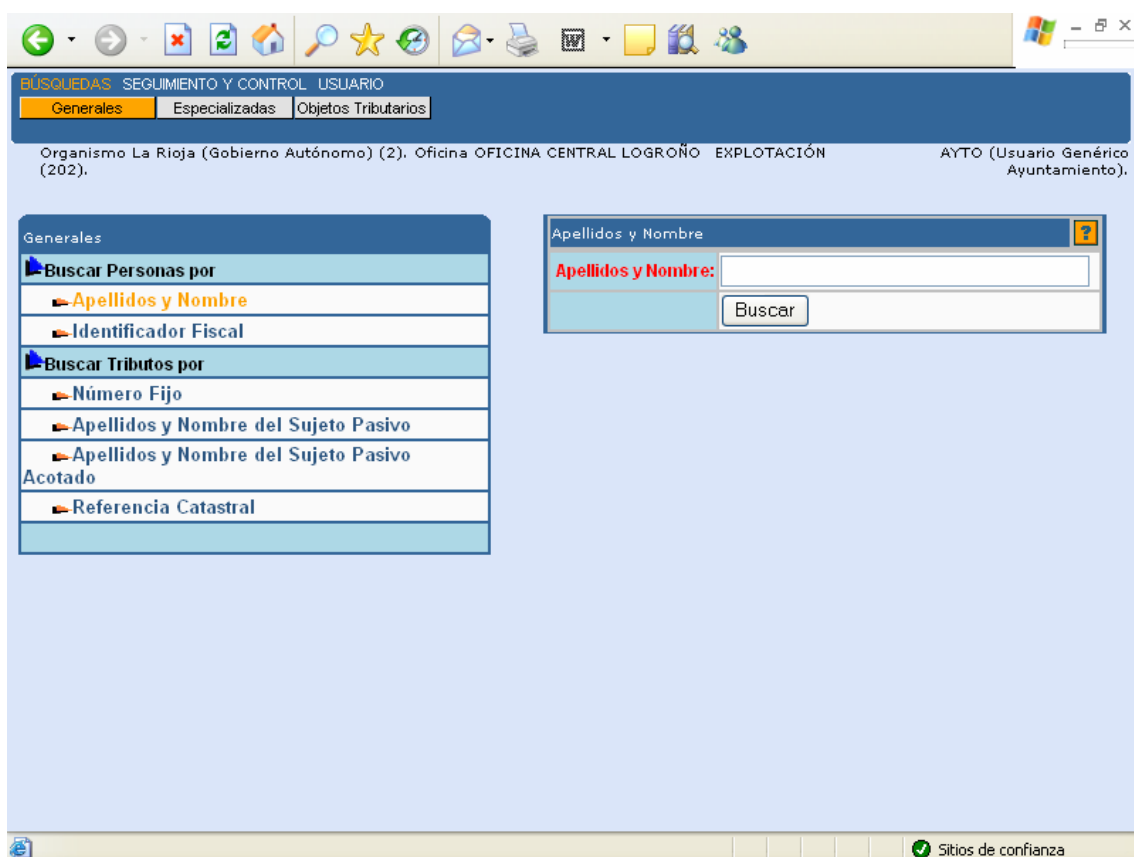 BÚSQUEDAS SEGUIMIENTO Y CONTROL USUARIO
Generales Especializadas Objetos Tributarios
Organismo La Rioja (Gobierno Autónomo) (2). Oficina OFICINA CENTRAL LOGROÑO EXPLOTACIÓN
(202).
AYTO (Usuario Genérico
Ayuntamiento).
Generales
Buscar Personas por
Apellidos y Nombre
Identificador Fiscal
Buscar Tributos por
Número Fijo
Apellidos y Nombre del Sujeto Pasivo
Apellidos y Nombre del Sujeto Pasivo
Acotado
Referencia Catastral
Apellidos y Nombre
?
Apellidos y Nombre:
Buscar
Sitios de confianza